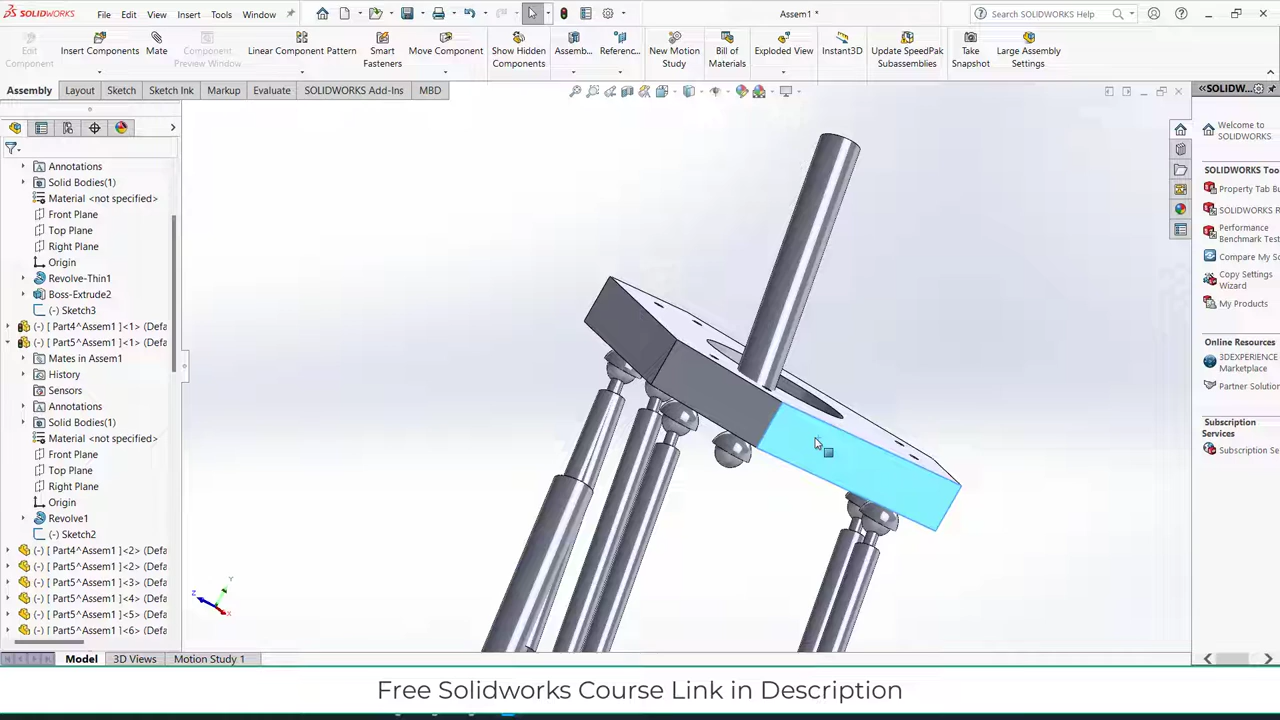 SOLIDWORKS
File Edit View Insert Tools Window
Assem1 *
Search SOLIDWORKS Help
Edit Component
Insert Components
Mate
Component Preview Window
Linear Component Pattern
Smart Fasteners
Move Component
Show Hidden Components
Assemb...
Referenc...
New Motion Study
Bill of Materials
Exploded View
Instant3D
Update SpeedPak Subassemblies
Take Snapshot
Large Assembly Settings
Assembly Layout Sketch Sketch Ink Markup Evaluate SOLIDWORKS Add-Ins MBD
Annotations
Solid Bodies(1)
Material <not specified>
Front Plane
Top Plane
Right Plane
Origin
Revolve-Thin1
Boss-Extrude2
(-) Sketch3
(-) [ Part4^Assem1 ]<1> (Defa
(-) [ Part5^Assem1 ]<1> (Defa
Mates in Assem1
History
Sensors
Annotations
Solid Bodies(1)
Material <not specified>
Front Plane
Top Plane
Right Plane
Origin
Revolve1
(-) Sketch2
(-) [ Part4^Assem1 ]<2> (Defa
(-) [ Part5^Assem1 ]<2> (Defa
(-) [ Part5^Assem1 ]<3> (Defa
(-) [ Part5^Assem1 ]<4> (Defa
(-) [ Part5^Assem1 ]<5> (Defa
(-) [ Part5^Assem1 ]<6> (Defa
Y
Z
X
SOLIDW...
Welcome to
SOLIDWORKS
SOLIDWORKS Too
Property Tab Bu
SOLIDWORKS R
Performance
Benchmark Test
Compare My Sc
Copy Settings
Wizard
My Products
Online Resources
3DEXPERIENCE
Marketplace
Partner Solution
Subscription
Services
Subscription Se
Model 3D Views Motion Study 1
Free Solidworks Course Link in Description